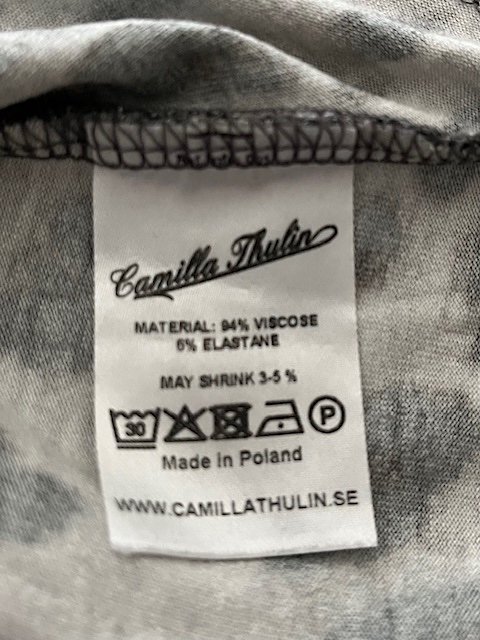 Camilla Thulin
MATERIAL: 94% VISCOSE
6% ELASTANE
MAY SHRINK 3-5 %
30 P
Made in Poland
WWW.CAMILLATHULIN.SE